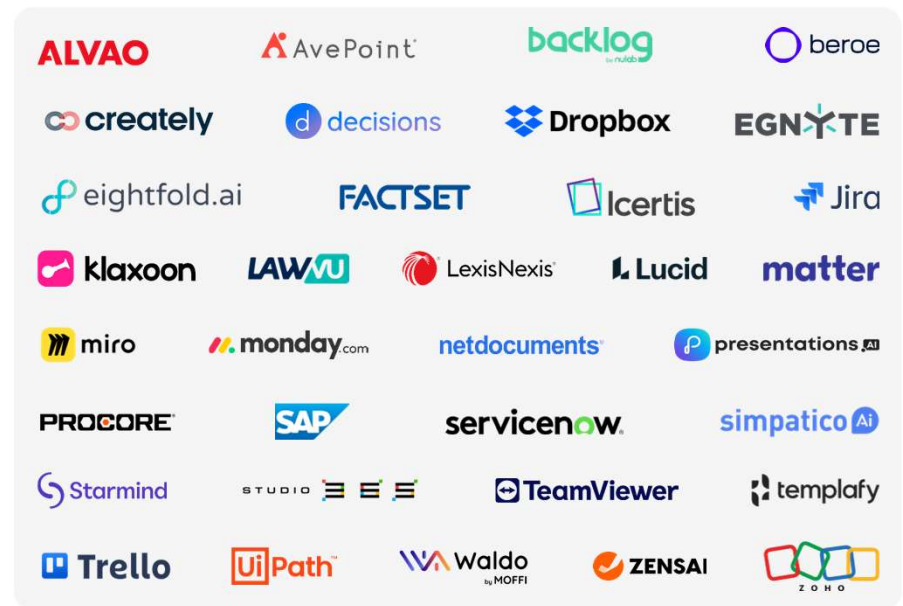 ALVAO AvePoint® backlog beroe
by nulab
creately d decisions Dropbox EGNYTE
eightfold.ai FACTSET Icertis Jira
klaxoon LAWVU LexisNexis® Lucid matter
miro monday.com netdocuments® presentations.AI
PROCORE® SAP servicenow. simpatico Ai
Starmind STUDIO 365 TeamViewer templafy
Trello UiPath™ Waldo ZENSAI ZOHO
by MOFFI